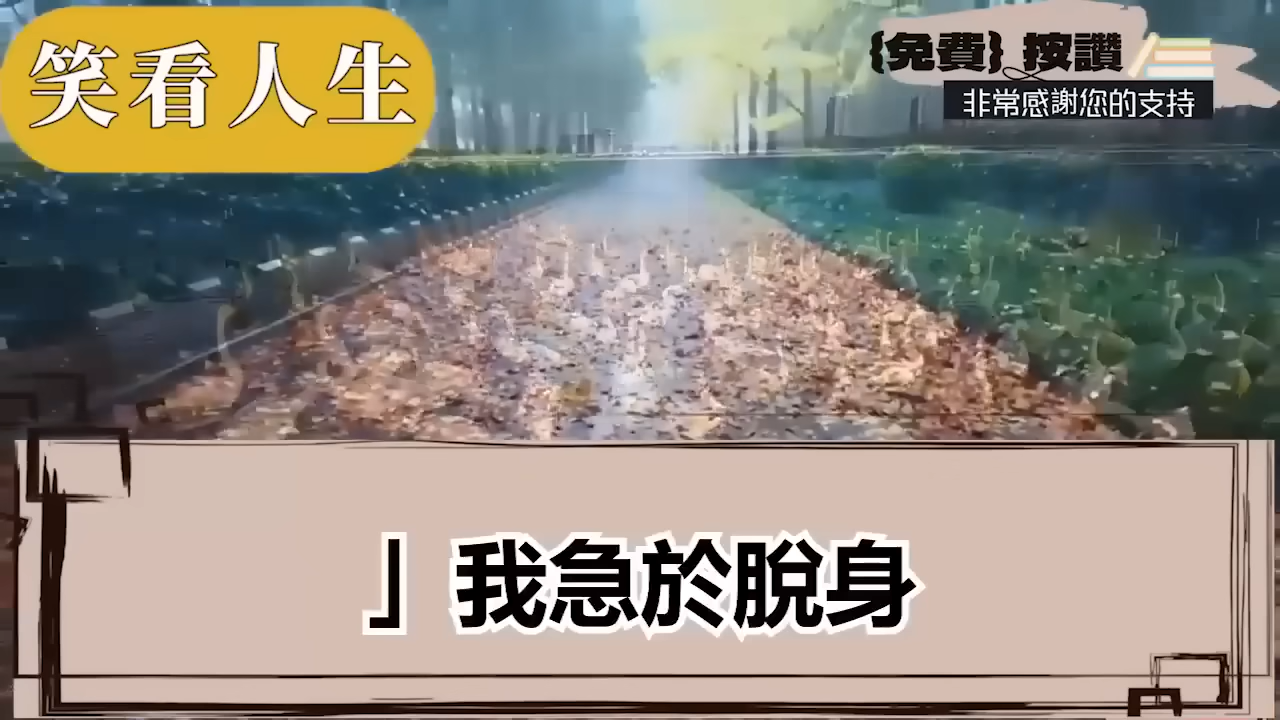 笑看人生
{免費} 按讚
非常感謝您的支持
」我急於脫身